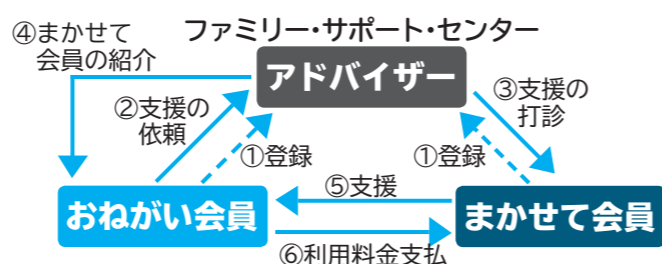 ファミリー・サポート・センター
アドバイザー
④まかせて
会員の紹介
②支援の
依頼
③支援の
打診
①登録
①登録
おねがい会員
⑤支援
まかせて会員
⑥利用料金支払